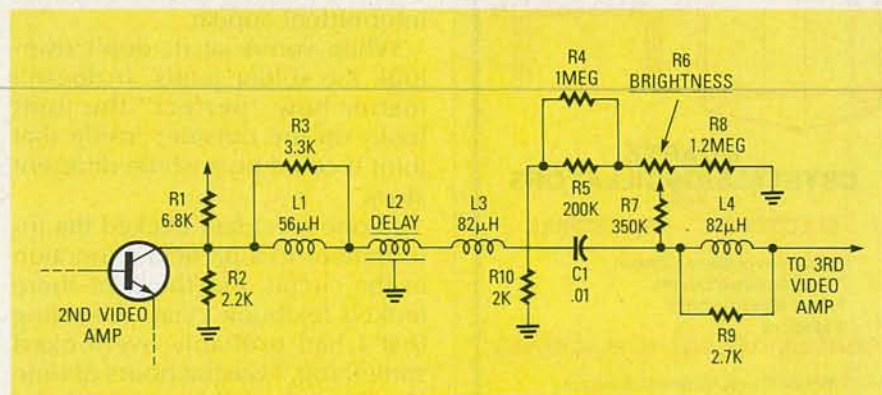 R4
1MEG
R6
BRIGHTNESS
R3
3.3K
R8
1.2MEG
R1
6.8K
L1
56μH
L2
DELAY
L3
82μH
R5
200K
R7
350K
L4
82μH
R2
2.2K
R10
2K
C1
.01
TO 3RD
VIDEO
AMP
2ND VIDEO
AMP
R9
2.7K